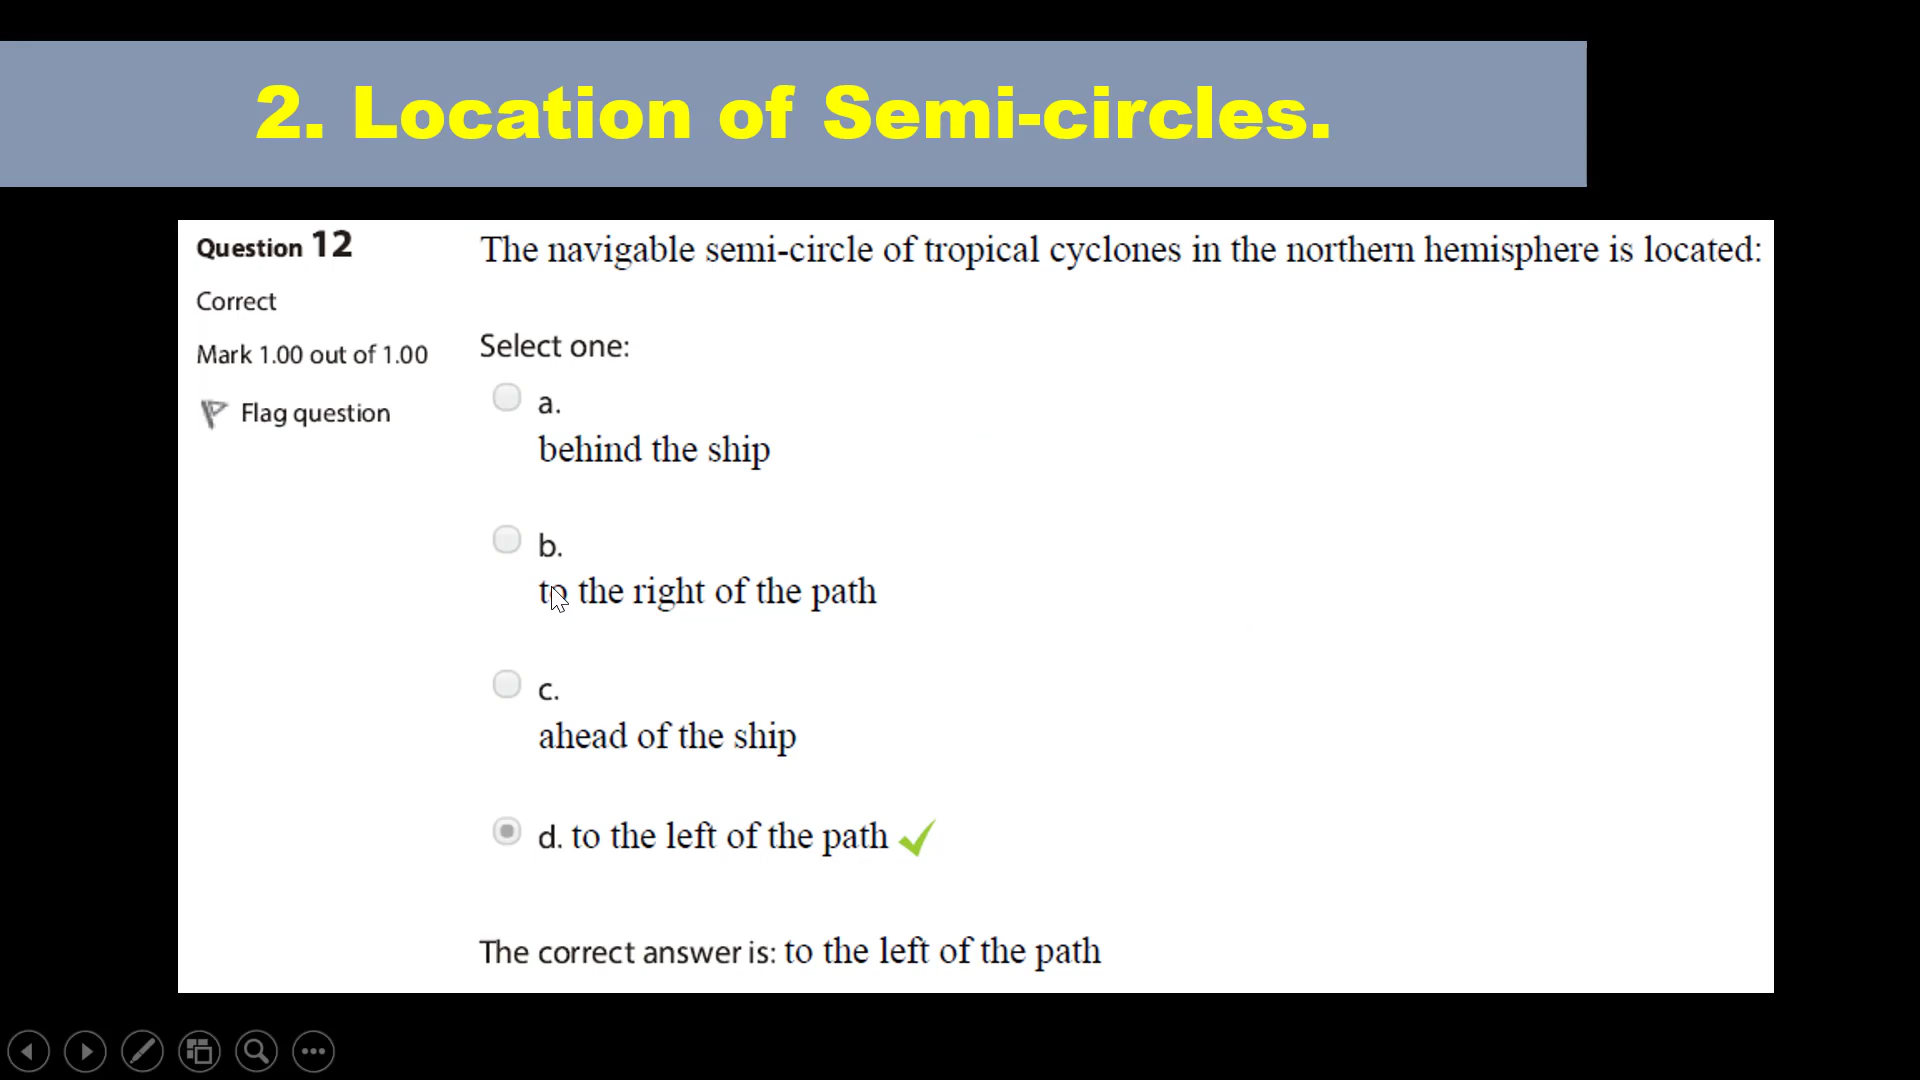 2. Location of Semi-circles.
Question 12
Correct
Mark 1.00 out of 1.00
Flag question
The navigable semi-circle of tropical cyclones in the northern hemisphere is located:
Select one:
a.
behind the ship
b.
to the right of the path
c.
ahead of the ship
d. to the left of the path
The correct answer is: to the left of the path